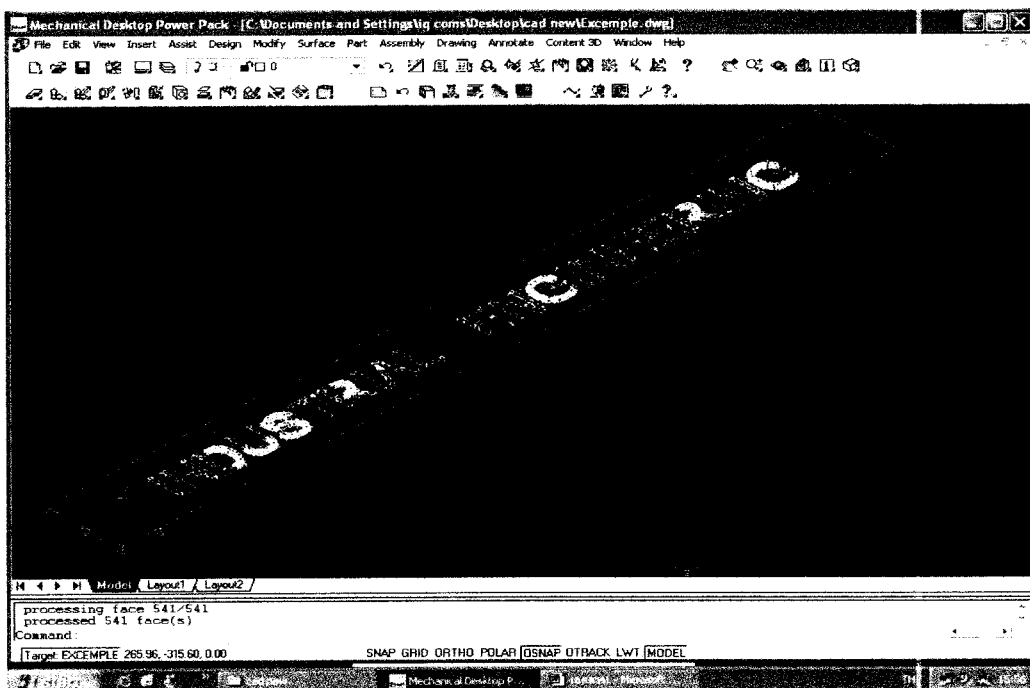 Mechanical Desktop Power Pack - [C:\Documents and Settings\iq coms\Desktop\cad new\Excemple.dwg]
File Edit View Insert Assist Design Modify Surface Part Assembly Drawing Annotate Content 3D Window Help
0
Model Layout1 Layout2
processing face 541/541
processed 541 face(s)
Command:
Target: EXCEMPLE 265.96, -315.60, 0.00 SNAP GRID ORTHO POLAR OSNAP OTRACK LWT MODEL
Mechanical Desktop P...